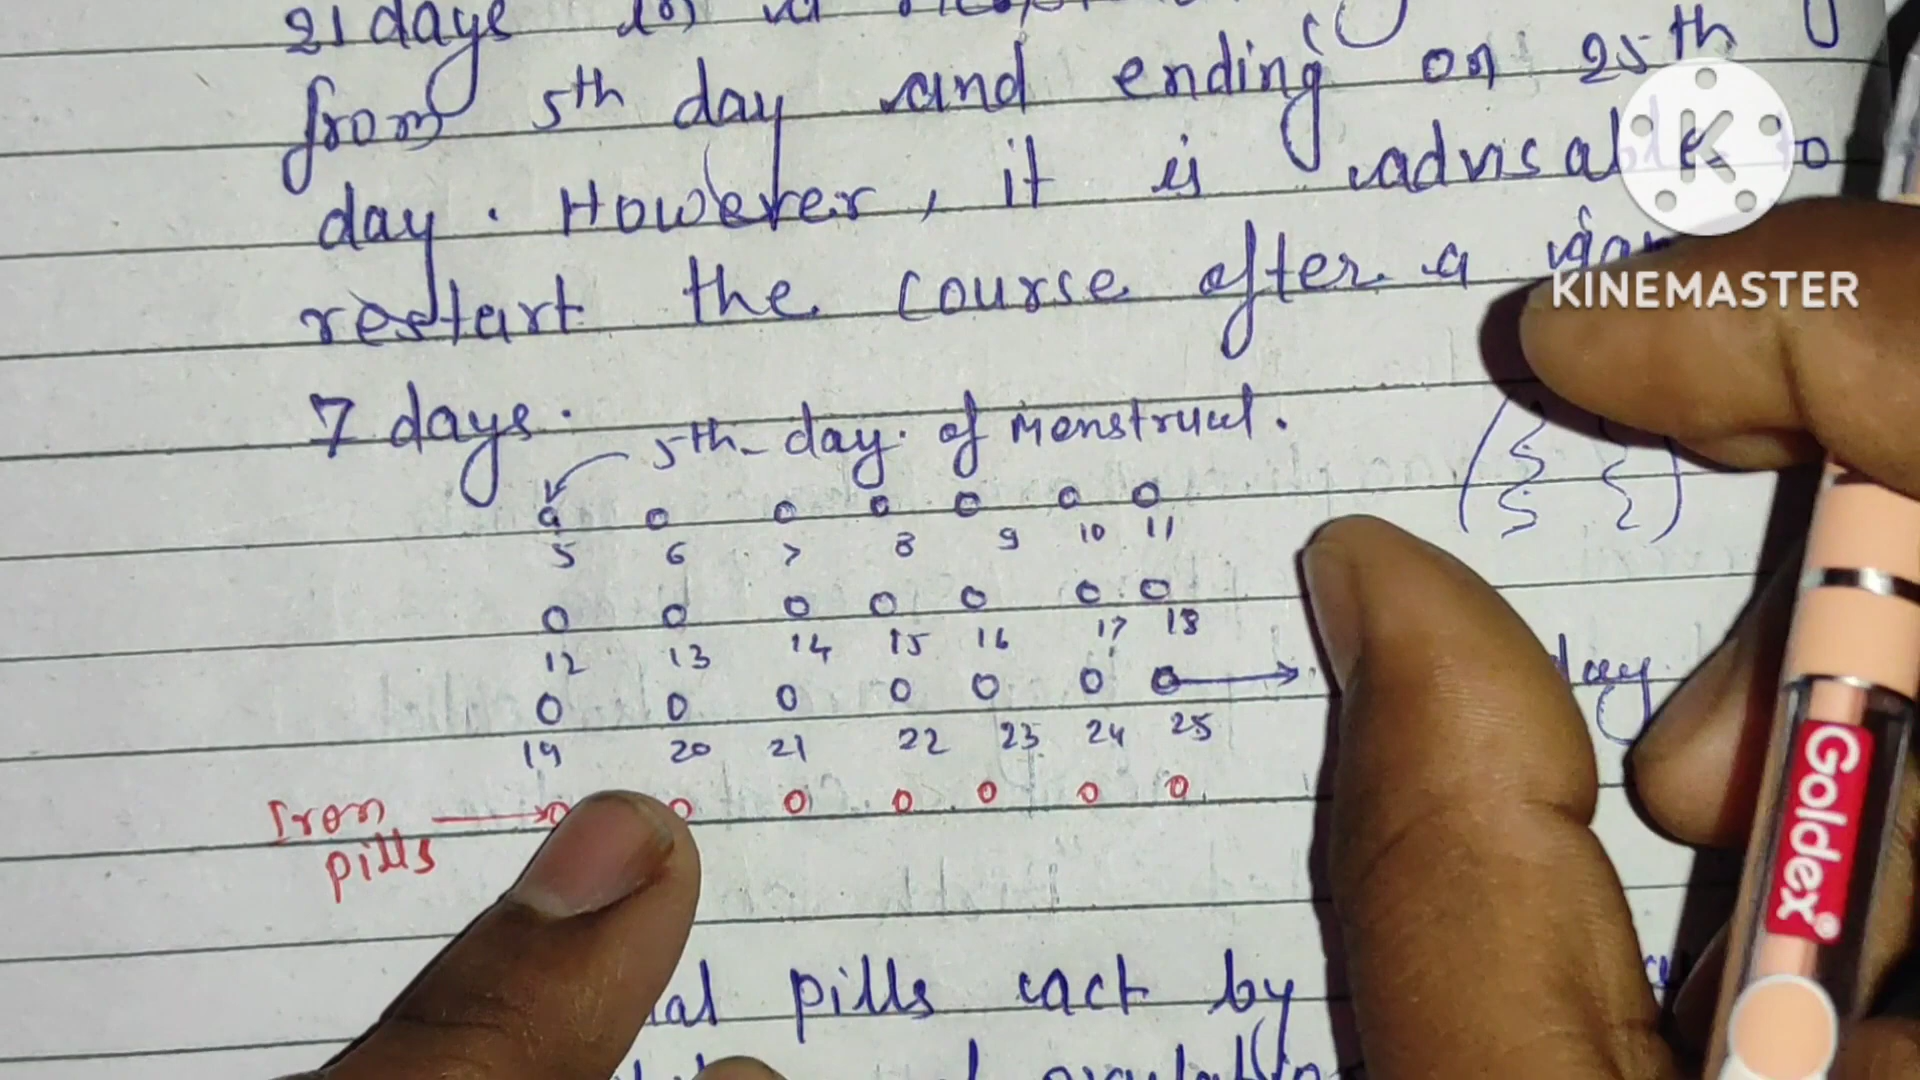 21 days
from 5th day and ending on 25th
day. However, it is advisable to
restart the course after a
7 days.
5th day of Menstrual.
5 6 7 8 9 10 11
12 13 14 15 16 17 18
19 20 21 22 23 24 25
day
Iron
pills
pills act by
K
KINEMASTER
Goldex